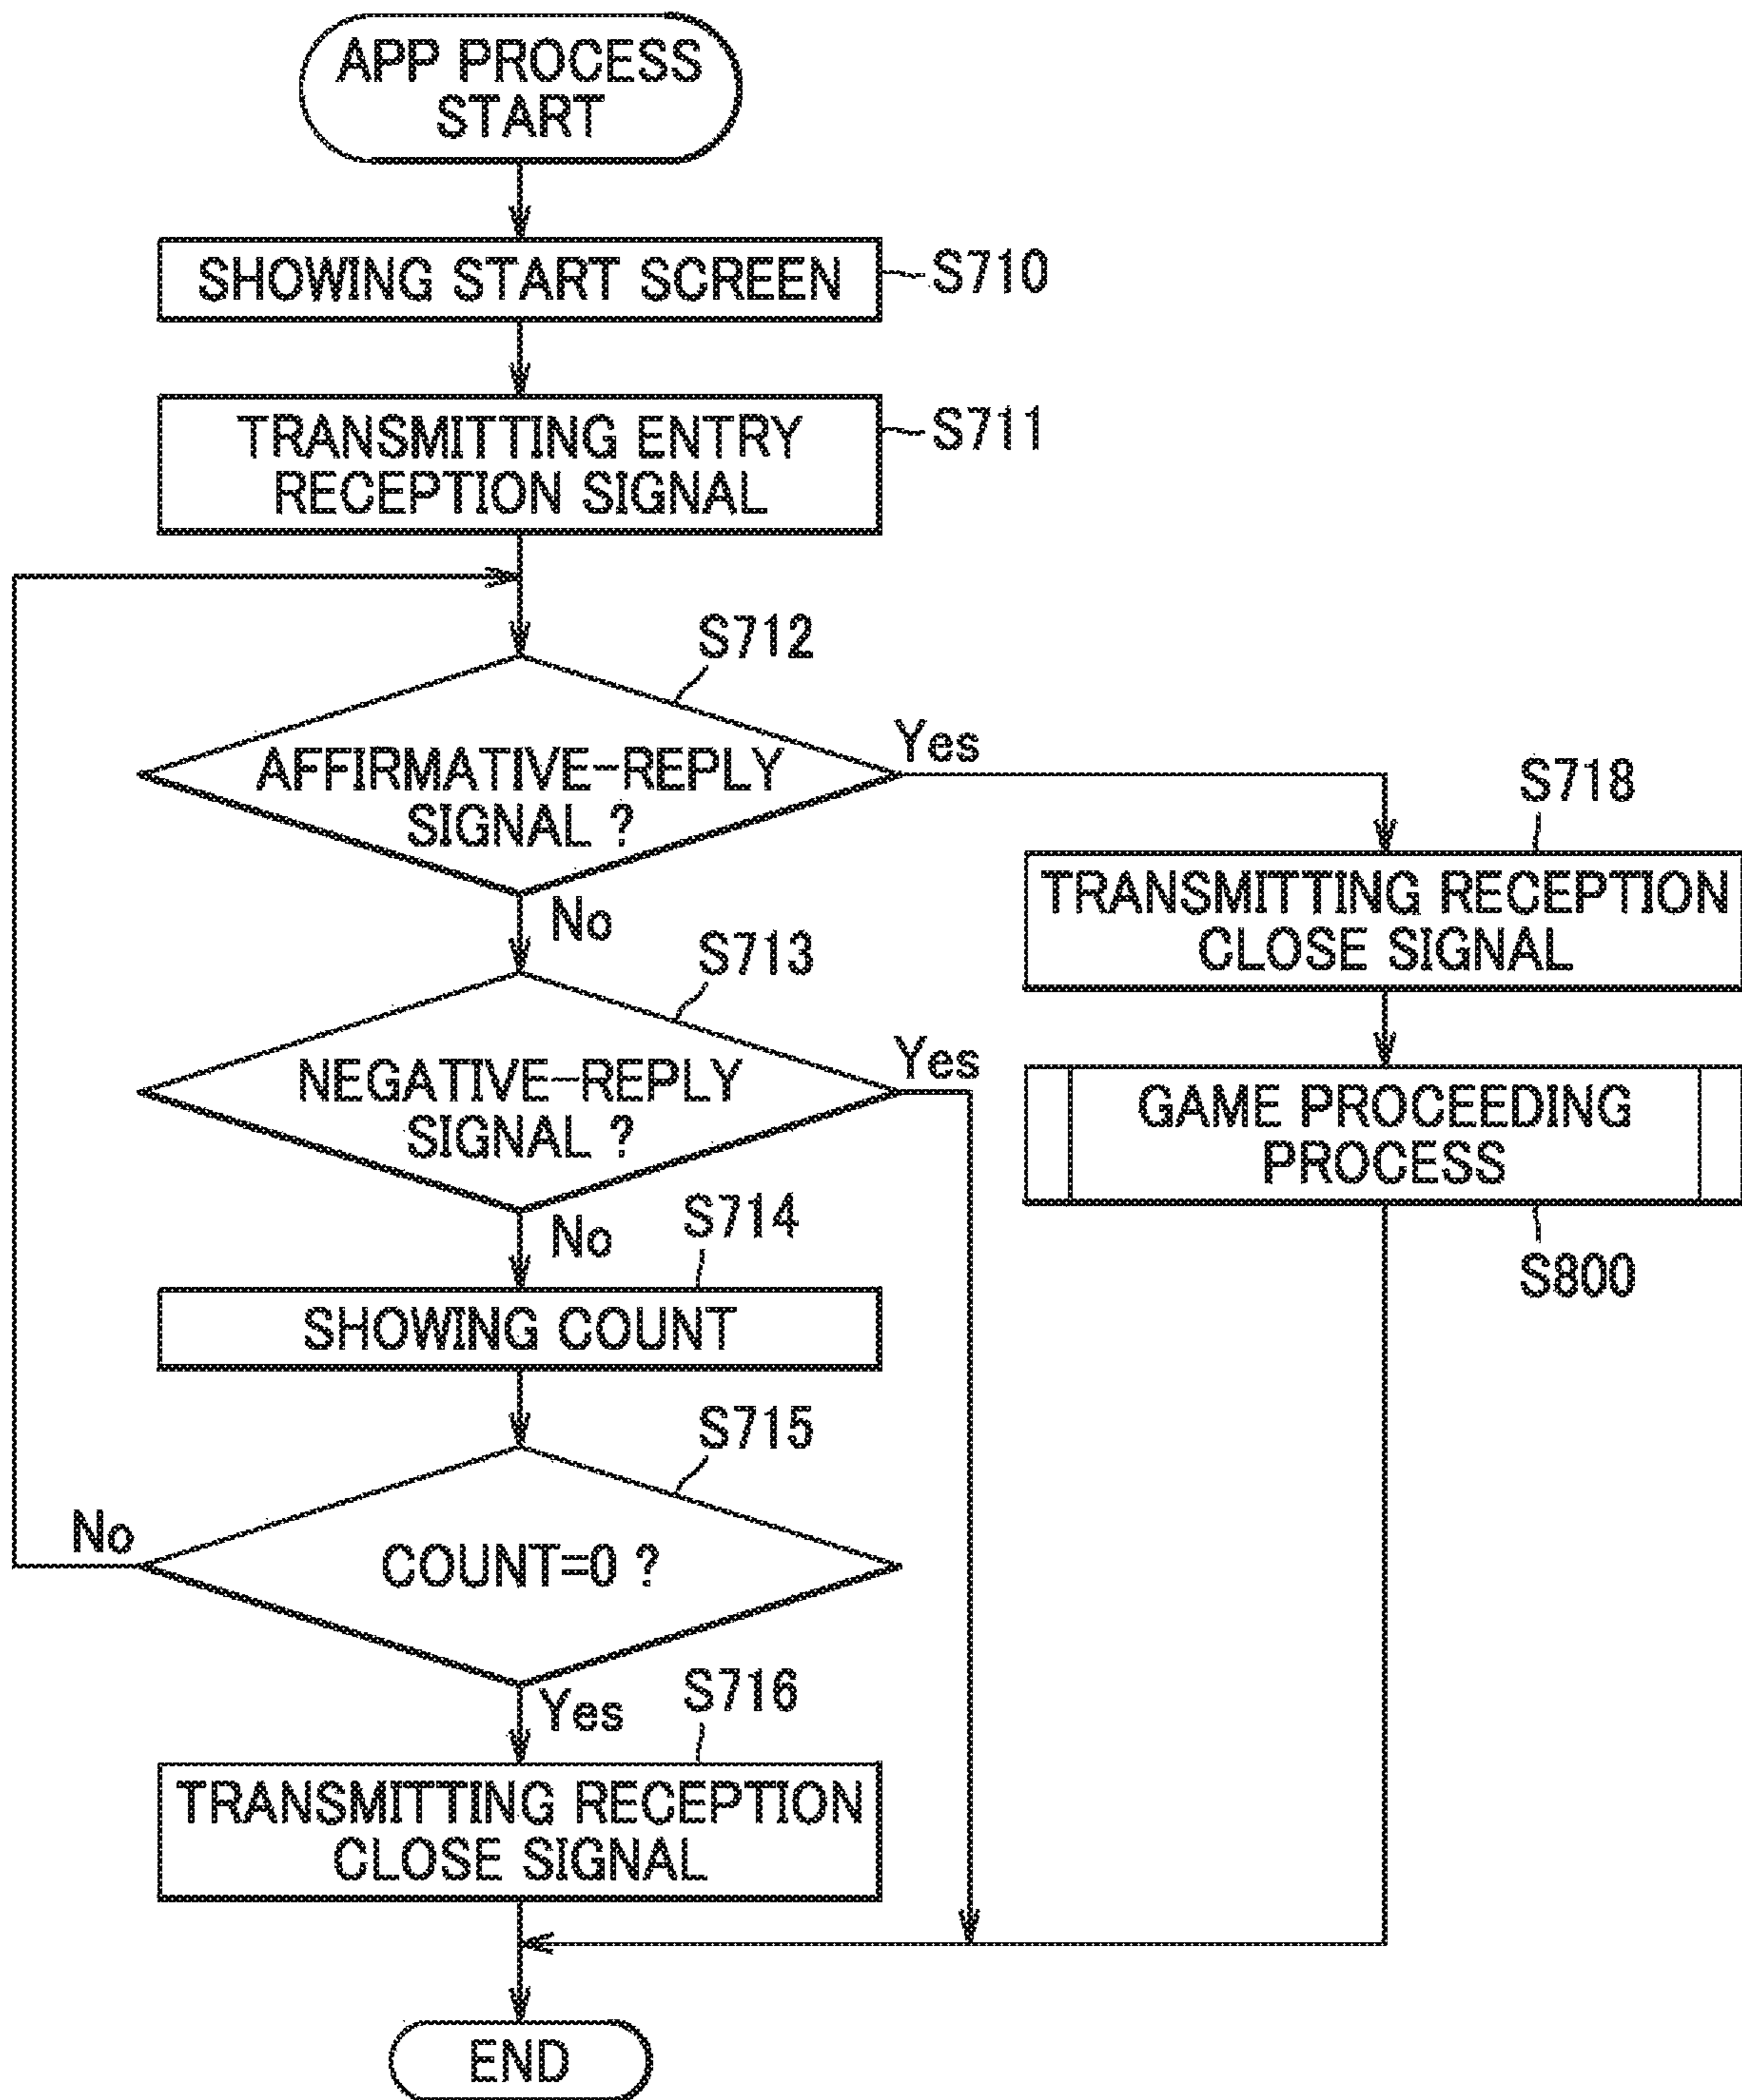 APP PROCESS
START
SHOWING START SCREEN
S710
TRANSMITTING ENTRY
RECEPTION SIGNAL
S711
S712
AFFIRMATIVE-REPLY
SIGNAL ?
Yes
No
S718
TRANSMITTING RECEPTION
CLOSE SIGNAL
S713
NEGATIVE-REPLY
SIGNAL ?
Yes
No
GAME PROCEEDING
PROCESS
S800
S714
SHOWING COUNT
S715
COUNT=0 ?
No
Yes
S716
TRANSMITTING RECEPTION
CLOSE SIGNAL
END